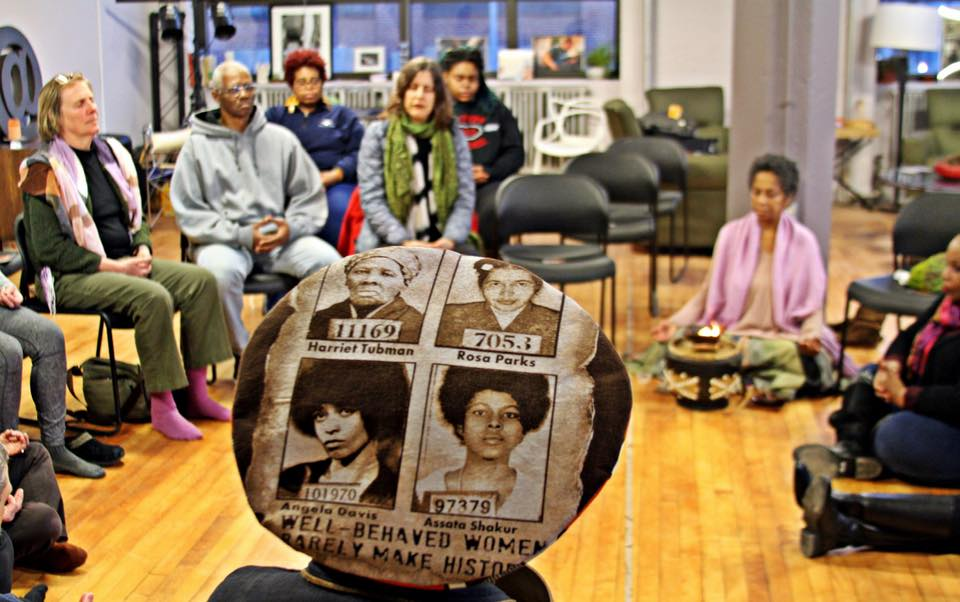 11169
Harriet Tubman
7053
Rosa Parks
101970
Angela Davis
97379
Assata Shakur
WELL-BEHAVED WOMEN
RARELY MAKE HISTORY
@